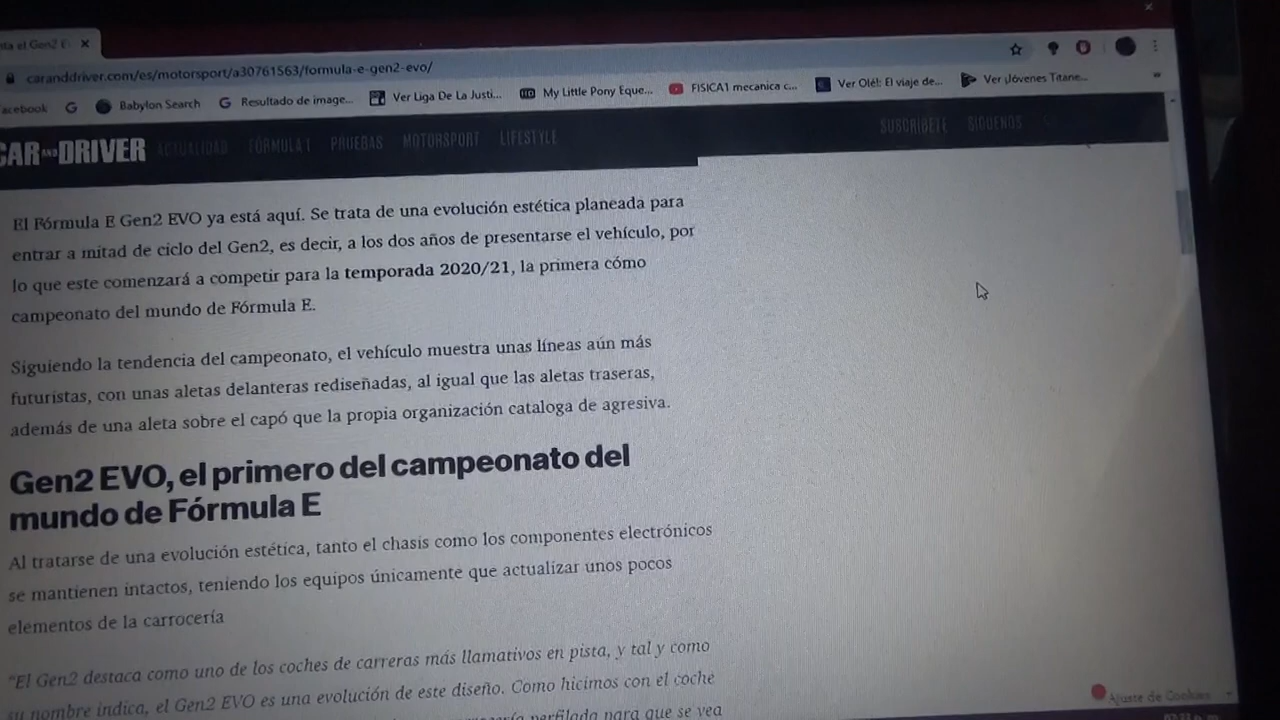 nta el Gen2 E
caranddriver.com/es/motorsport/a30761563/formula-e-gen2-evo/
acebook
Babylon Search
Resultado de image...
Ver Liga De La Justi...
My Little Pony Eque...
FISICA1 mecanica c...
Ver Olé!: El viaje de...
Ver Jóvenes Titane...
CAR AND DRIVER
ACTUALIDAD
FÓRMULA 1
PRUEBAS
MOTORSPORT
LIFESTYLE
SUSCRÍBETE
SÍGUENOS
El Fórmula E Gen2 EVO ya está aquí. Se trata de una evolución estética planeada para
entrar a mitad de ciclo del Gen2, es decir, a los dos años de presentarse el vehículo, por
lo que este comenzará a competir para la temporada 2020/21, la primera cómo
campeonato del mundo de Fórmula E.
Siguiendo la tendencia del campeonato, el vehículo muestra unas líneas aún más
futuristas, con unas aletas delanteras rediseñadas, al igual que las aletas traseras,
además de una aleta sobre el capó que la propia organización cataloga de agresiva.
Gen2 EVO, el primero del campeonato del
mundo de Fórmula E
Al tratarse de una evolución estética, tanto el chasis como los componentes electrónicos
se mantienen intactos, teniendo los equipos únicamente que actualizar unos pocos
elementos de la carrocería
"El Gen2 destaca como uno de los coches de carreras más llamativos en pista, y tal y como
su nombre indica, el Gen2 EVO es una evolución de este diseño. Como hicimos con el coche
perfilada para que se vea
Ajuste de Cookies